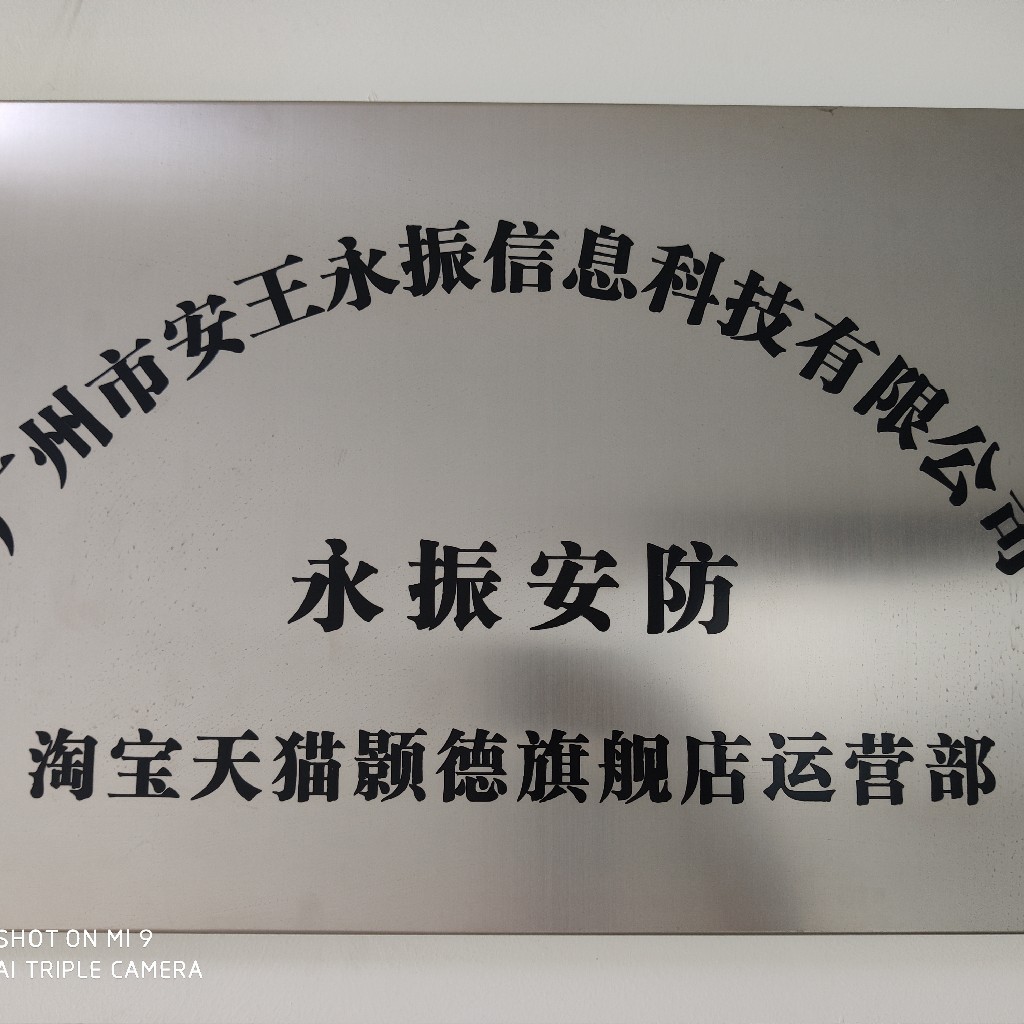 广州市安王永振信息科技有限公司
永振安防
淘宝天猫颢德旗舰店运营部
SHOT ON MI 9
AI TRIPLE CAMERA